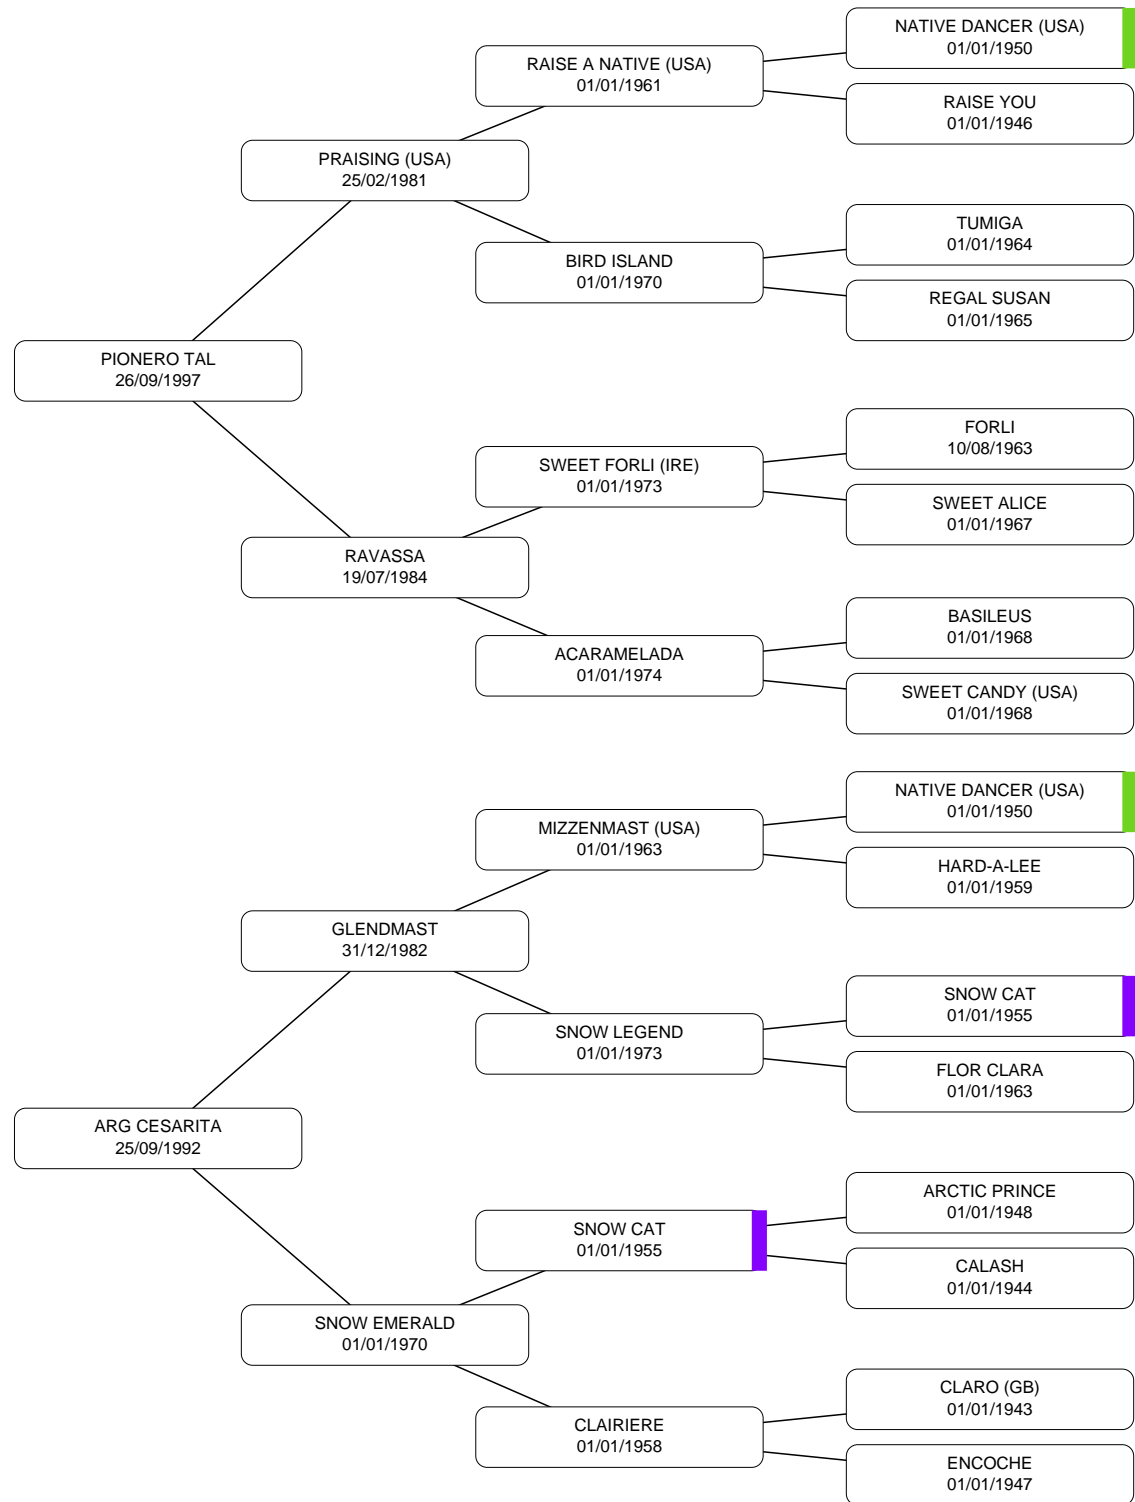 NATIVE DANCER (USA)
01/01/1950
RAISE A NATIVE (USA)
01/01/1961
RAISE YOU
01/01/1946
PRAISING (USA)
25/02/1981
TUMIGA
01/01/1964
BIRD ISLAND
01/01/1970
REGAL SUSAN
01/01/1965
PIONERO TAL
26/09/1997
FORLI
10/08/1963
SWEET FORLI (IRE)
01/01/1973
SWEET ALICE
01/01/1967
RAVASSA
19/07/1984
BASILEUS
01/01/1968
ACARAMELADA
01/01/1974
SWEET CANDY (USA)
01/01/1968
NATIVE DANCER (USA)
01/01/1950
MIZZENMAST (USA)
01/01/1963
HARD-A-LEE
01/01/1959
GLENDMAST
31/12/1982
SNOW CAT
01/01/1955
SNOW LEGEND
01/01/1973
FLOR CLARA
01/01/1963
ARG CESARITA
25/09/1992
ARCTIC PRINCE
01/01/1948
SNOW CAT
01/01/1955
CALASH
01/01/1944
SNOW EMERALD
01/01/1970
CLARO (GB)
01/01/1943
CLAIRIERE
01/01/1958
ENCOCHE
01/01/1947